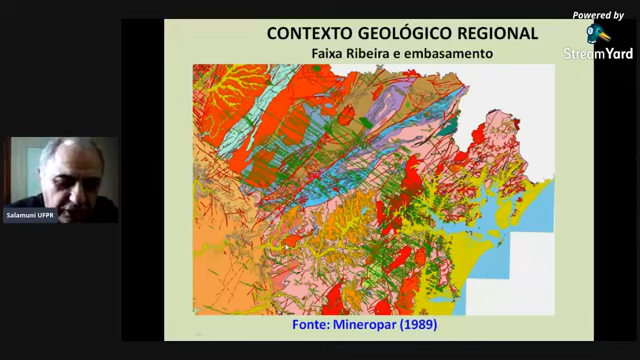 Powered by
StreamYard
CONTEXTO GEOLÓGICO REGIONAL
Faixa Ribeira e embasamento
Salamuni UFPR
Fonte: Mineropar (1989)